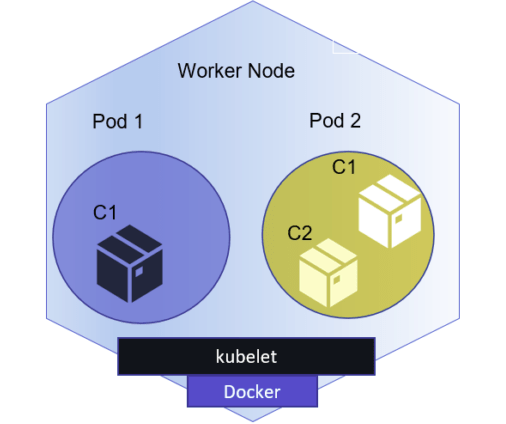 Worker Node
Pod 1
Pod 2
C1
C1
C2
kubelet
Docker